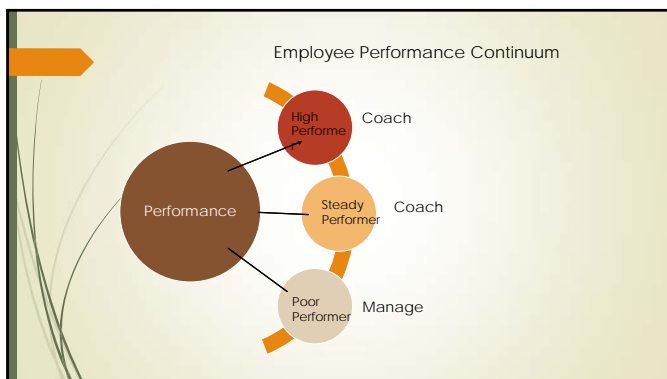 Employee Performance Continuum
High
Performe
r
Coach
Performance
Steady
Performer
Coach
Poor
Performer
Manage